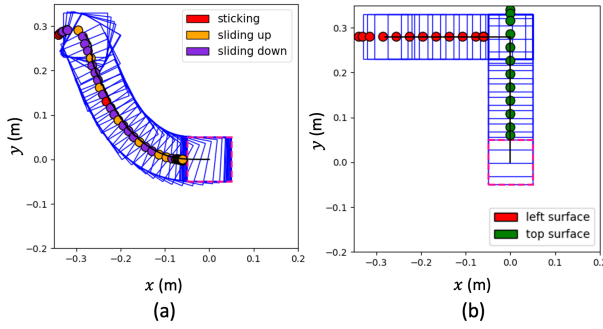 (a)
sticking
sliding up
sliding down
0.3
0.2
0.1
0.0
0.1
−0.2
y (m)
−0.3 −0.2 −0.1 0.0 0.1 0.2
x (m)
(a)
(b)
left surface
top surface
0.3
0.2
0.1
0.0
0.1
−0.2
y (m)
−0.3 −0.2 −0.1 0.0 0.1 0.2
x (m)
(b)